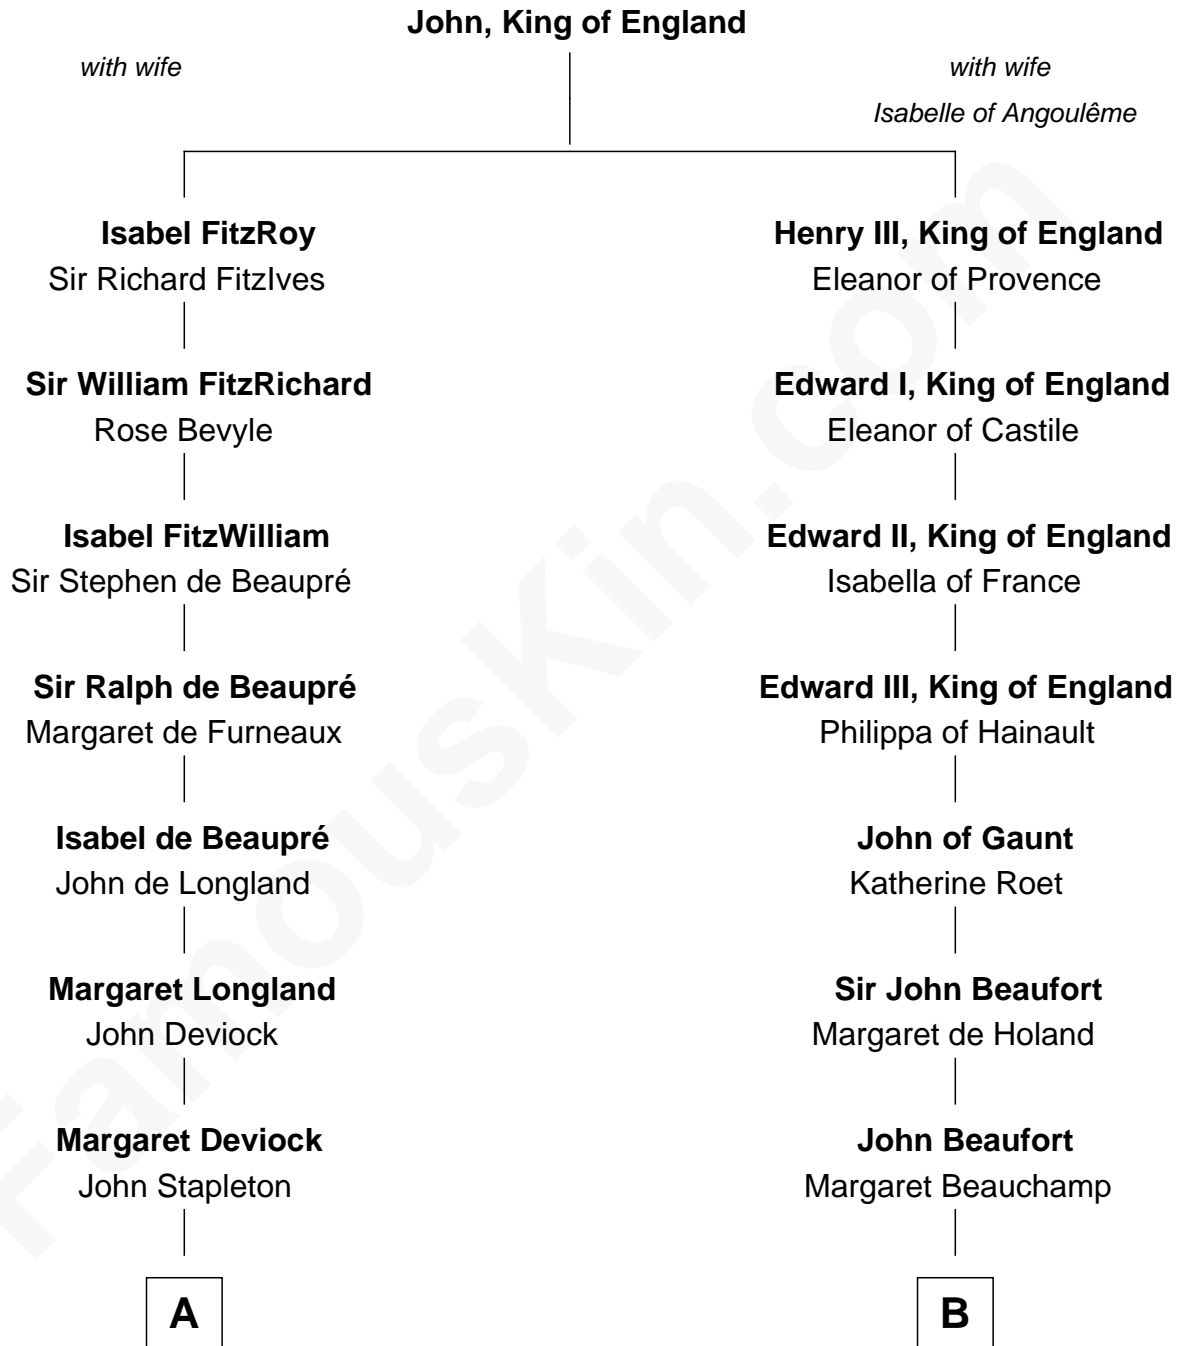 John, King of England
with wife
with wife
Isabelle of Angoulême
Isabel FitzRoy
Sir Richard FitzIves
Henry III, King of England
Eleanor of Provence
Sir William FitzRichard
Rose Bevyle
Edward I, King of England
Eleanor of Castile
Isabel FitzWilliam
Sir Stephen de Beaupré
Edward II, King of England
Isabella of France
Sir Ralph de Beaupré
Margaret de Furneaux
Edward III, King of England
Philippa of Hainault
Isabel de Beaupré
John de Longland
John of Gaunt
Katherine Roet
Margaret Longland
John Deviock
Sir John Beaufort
Margaret de Holand
Margaret Deviock
John Stapleton
John Beaufort
Margaret Beauchamp
A
B
FamousKin.com